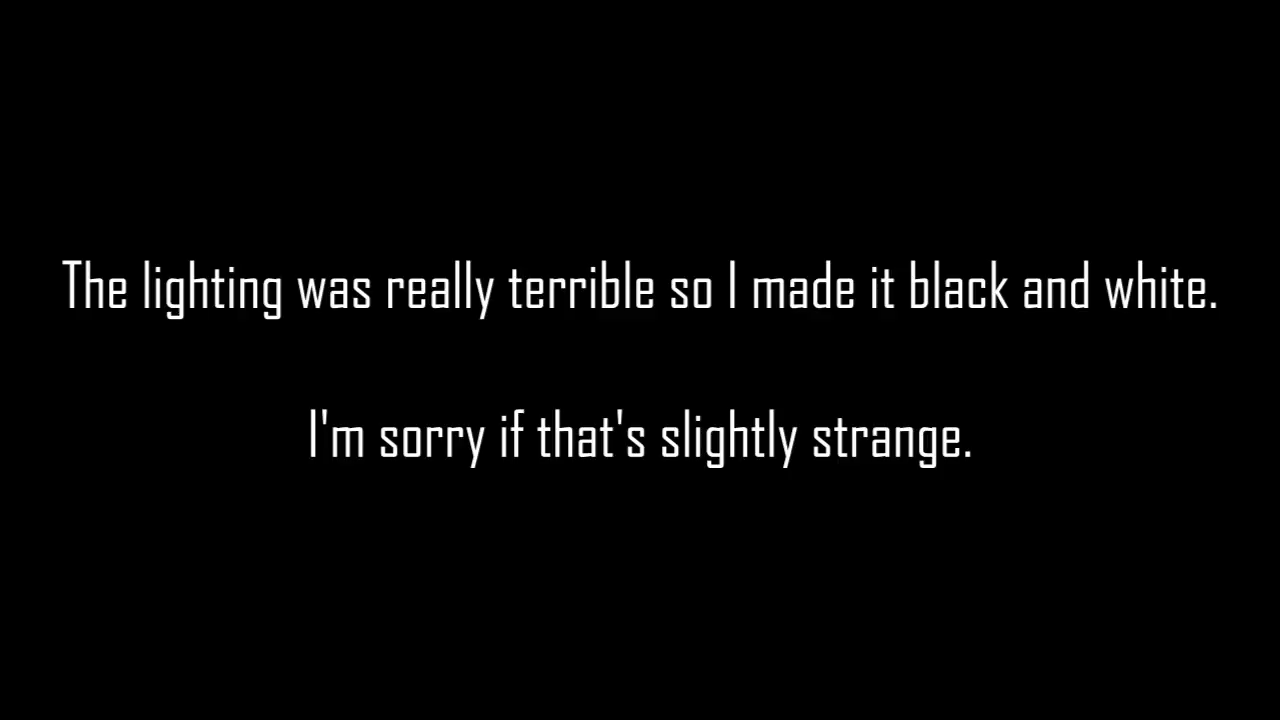 The lighting was really terrible so I made it black and white.
I'm sorry if that's slightly strange.